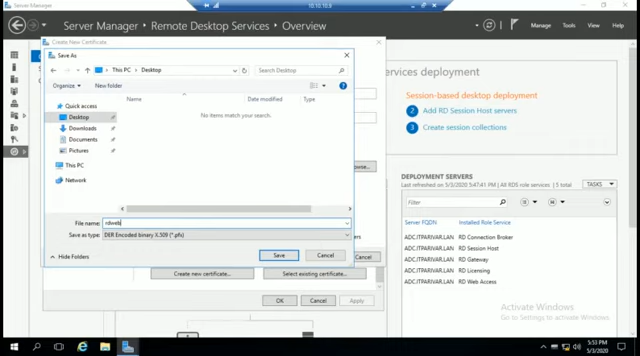 10.10.10.8
Server Manager › Remote Desktop Services › Overview
Manage Tools View Help
Create New Certificate
Save As
This PC › Desktop
Search Desktop
Organize
New folder
Name
Date modified
Type
No items match your search.
Quick access
Desktop
Downloads
Documents
Pictures
This PC
Network
File name: rdweb
Save as type: DER Encoded binary X.509 (*.pfx)
Hide Folders
Save
Cancel
Cancel
Create new certificate...
Select existing certificate...
OK
Cancel
Apply
services deployment
Session-based desktop deployment
2 Add RD Session Host servers
3 Create session collections
DEPLOYMENT SERVERS
Last refreshed on 5/3/2020 5:47:41 PM | All RDS role services | 5 total
TASKS
Filter
Server FQDN Installed Role Service
ADC.ITPARIVAR.LAN RD Connection Broker
ADC.ITPARIVAR.LAN RD Session Host
ADC.ITPARIVAR.LAN RD Gateway
ADC.ITPARIVAR.LAN RD Licensing
ADC.ITPARIVAR.LAN RD Web Access
Activate Windows
Go to Settings to activate Windows.
5:53 PM
5/3/2020